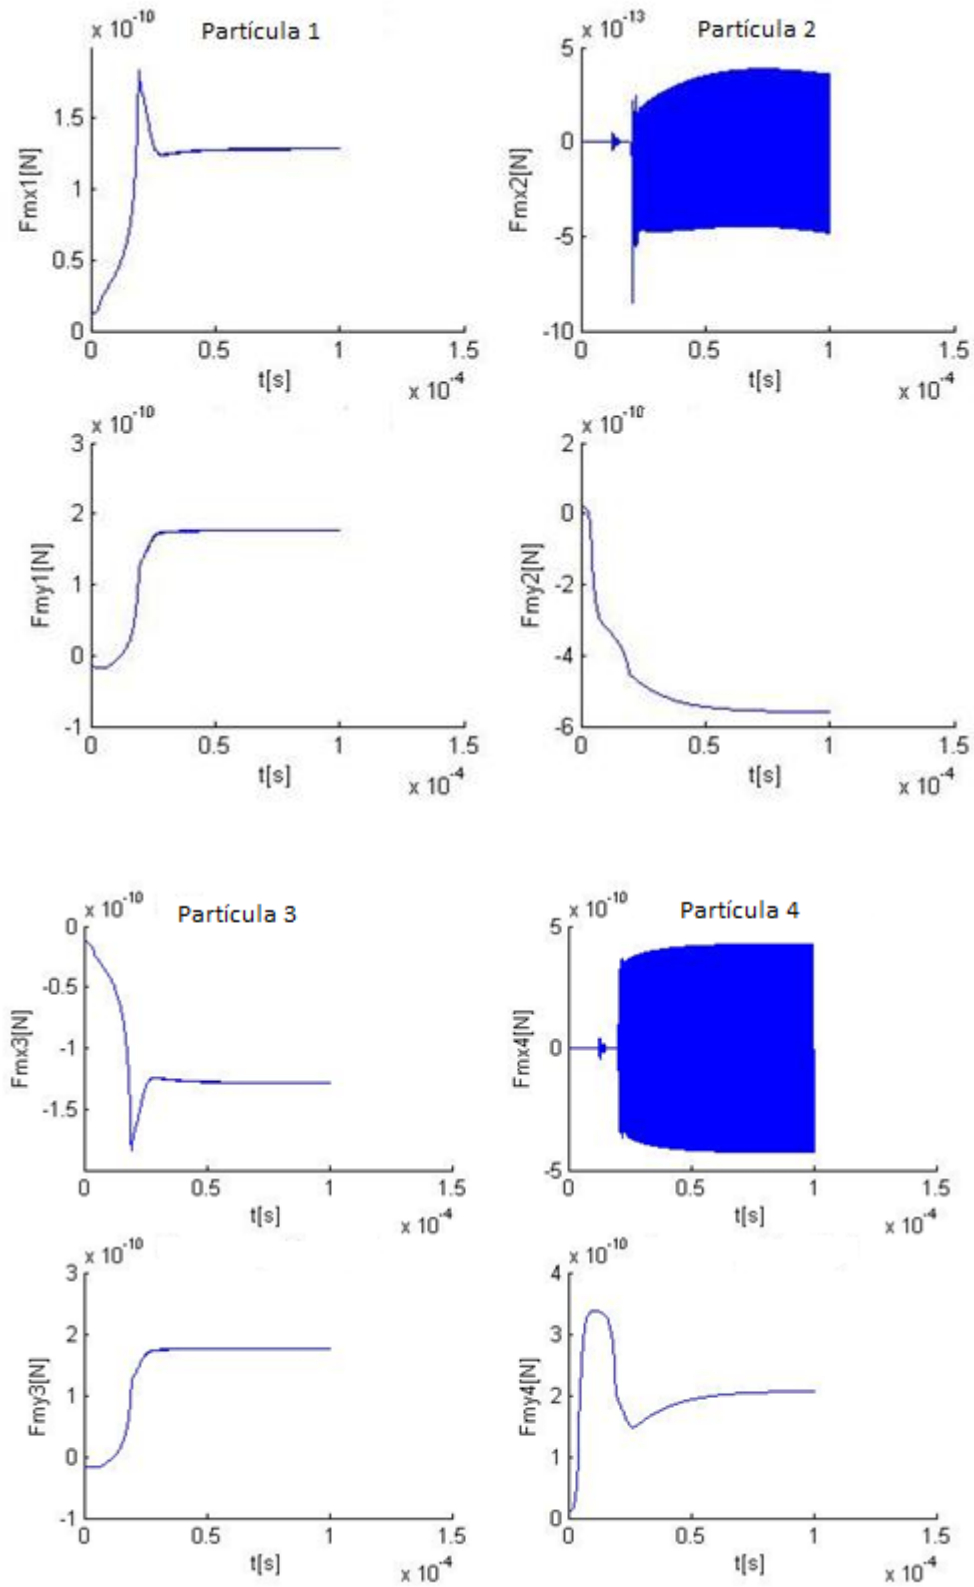 x 10⁻¹⁰
Partícula 1
1.5
1
0.5
0
Fmx1[N]
0 0.5 1 1.5
t[s]
x 10⁻⁴
x 10⁻¹³
Partícula 2
5
0
-5
-10
Fmx2[N]
0 0.5 1 1.5
t[s]
x 10⁻⁴
x 10⁻¹⁰
3
2
1
0
-1
Fmy1[N]
0 0.5 1 1.5
t[s]
x 10⁻⁴
x 10⁻¹⁰
2
0
-2
-4
-6
Fmy2[N]
0 0.5 1 1.5
t[s]
x 10⁻⁴
x 10⁻¹⁰
Partícula 3
0
-0.5
-1
-1.5
Fmx3[N]
0 0.5 1 1.5
t[s]
x 10⁻⁴
x 10⁻¹⁰
Partícula 4
5
0
-5
Fmx4[N]
0 0.5 1 1.5
t[s]
x 10⁻⁴
x 10⁻¹⁰
3
2
1
0
-1
Fmy3[N]
0 0.5 1 1.5
t[s]
x 10⁻⁴
x 10⁻¹⁰
4
3
2
1
0
Fmy4[N]
0 0.5 1 1.5
t[s]
x 10⁻⁴